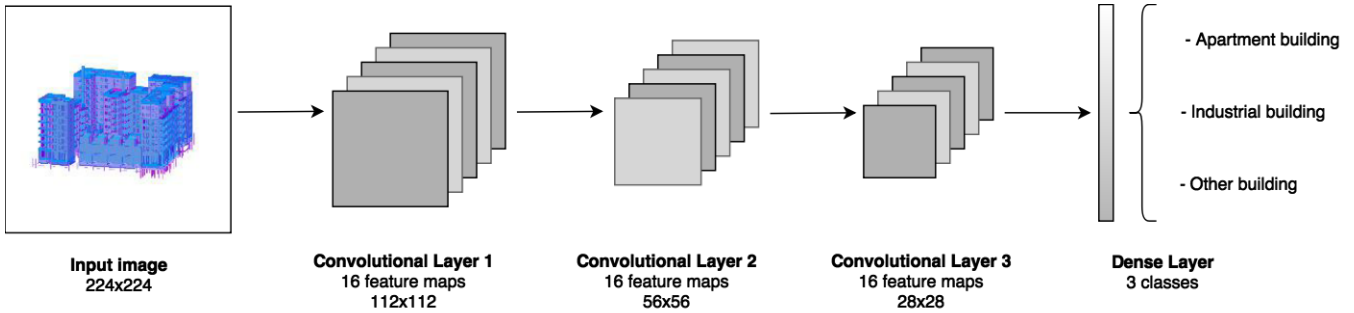 - Apartment building
- Industrial building
- Other building
Input image
224x224
Convolutional Layer 1
16 feature maps
112x112
Convolutional Layer 2
16 feature maps
56x56
Convolutional Layer 3
16 feature maps
28x28
Dense Layer
3 classes